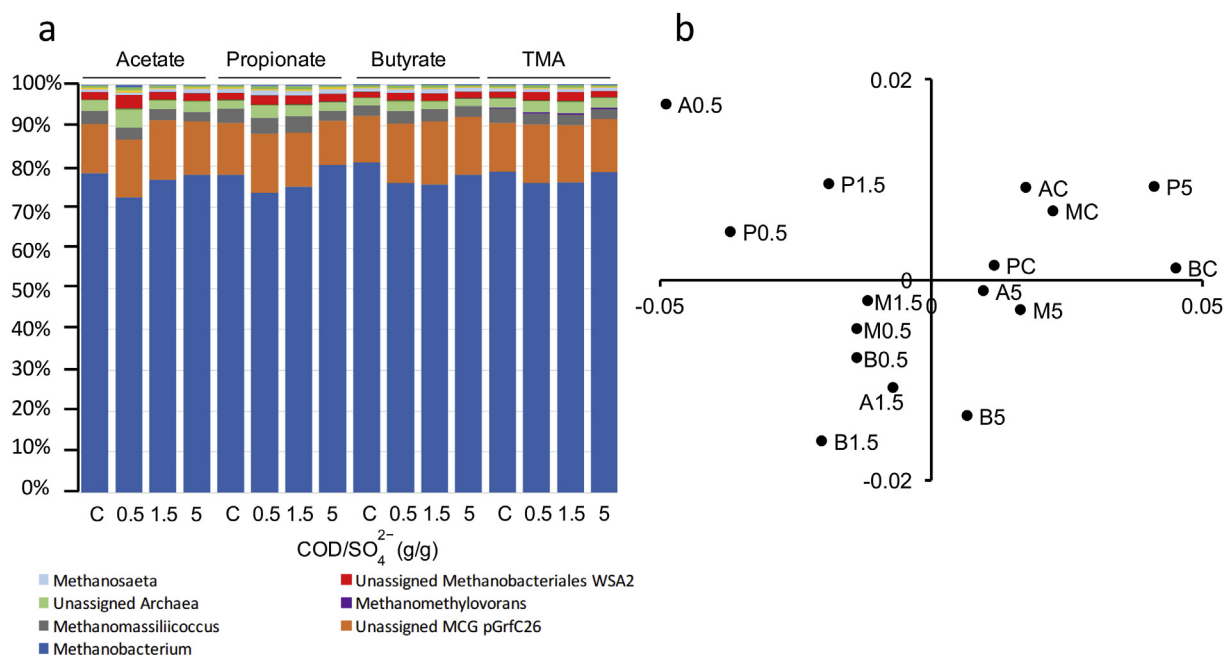 a
Acetate Propionate Butyrate TMA
100%
90%
80%
70%
60%
50%
40%
30%
20%
10%
0%
C 0.5 1.5 5 C 0.5 1.5 5 C 0.5 1.5 5 C 0.5 1.5 5
COD/SO₄²⁻ (g/g)
Methanosaeta
Unassigned Archaea
Methanomassiliicoccus
Methanobacterium
Unassigned Methanobacteriales WSA2
Methanomethylovorans
Unassigned MCG pGrfC26
b
0.02
A0.5
P1.5
AC
P5
MC
P0.5
PC
BC
0
-0.05
0
0.05
A5
M1.5
M5
M0.5
B0.5
A1.5
B5
B1.5
-0.02